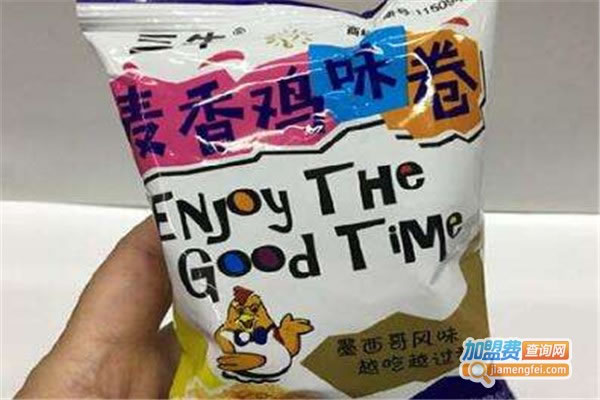 三牛®
麦香鸡味卷
ENJOY THE
GOOD TIME
墨西哥风味
越吃越过
加盟费查询网
jiamengfei.com